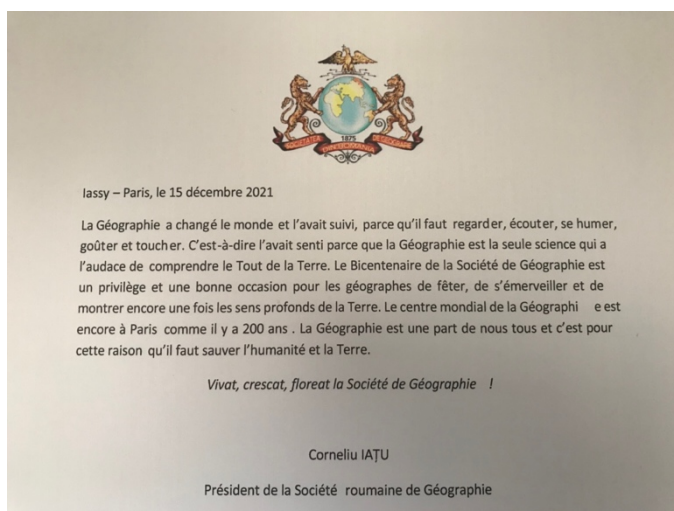 SOCIETATEA
1875
DE GEOGRAFIE
Iassy – Paris, le 15 décembre 2021
La Géographie a changé le monde et l'avait suivi, parce qu'il faut regarder, écouter, se humer,
goûter et toucher. C'est-à-dire l'avait senti parce que la Géographie est la seule science qui a
l'audace de comprendre le Tout de la Terre. Le Bicentenaire de la Société de Géographie est
un privilège et une bonne occasion pour les géographes de fêter, de s'émerveiller et de
montrer encore une fois les sens profonds de la Terre. Le centre mondial de la Géographi e est
encore à Paris comme il y a 200 ans . La Géographie est une part de nous tous et c'est pour
cette raison qu'il faut sauver l'humanité et la Terre.
Vivat, crescat, floreat la Société de Géographie !
Corneliu IAȚU
Président de la Société roumaine de Géographie